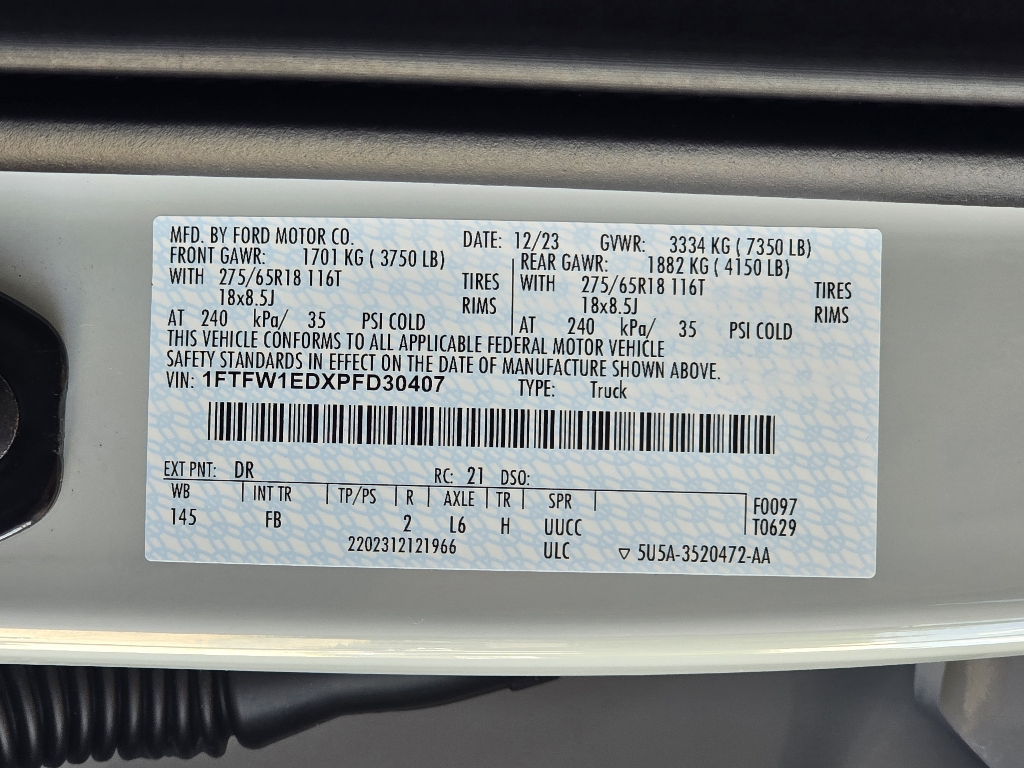 MFD. BY FORD MOTOR CO. DATE: 12/23 GVWR: 3334 KG ( 7350 LB)
FRONT GAWR: 1701 KG ( 3750 LB) REAR GAWR: 1882 KG ( 4150 LB)
WITH 275/65R18 116T TIRES WITH 275/65R18 116T TIRES
18x8.5J RIMS 18x8.5J RIMS
AT 240 kPa/ 35 PSI COLD AT 240 kPa/ 35 PSI COLD
THIS VEHICLE CONFORMS TO ALL APPLICABLE FEDERAL MOTOR VEHICLE
SAFETY STANDARDS IN EFFECT ON THE DATE OF MANUFACTURE SHOWN ABOVE.
VIN: 1FTFW1EDXPFD30407 TYPE: Truck
EXT PNT: DR RC: 21 DSO:
WB INT TR TP/PS R AXLE TR SPR F0097
145 FB 2 L6 H UUCC T0629
2202312121966 ULC ▽ 5U5A-3520472-AA